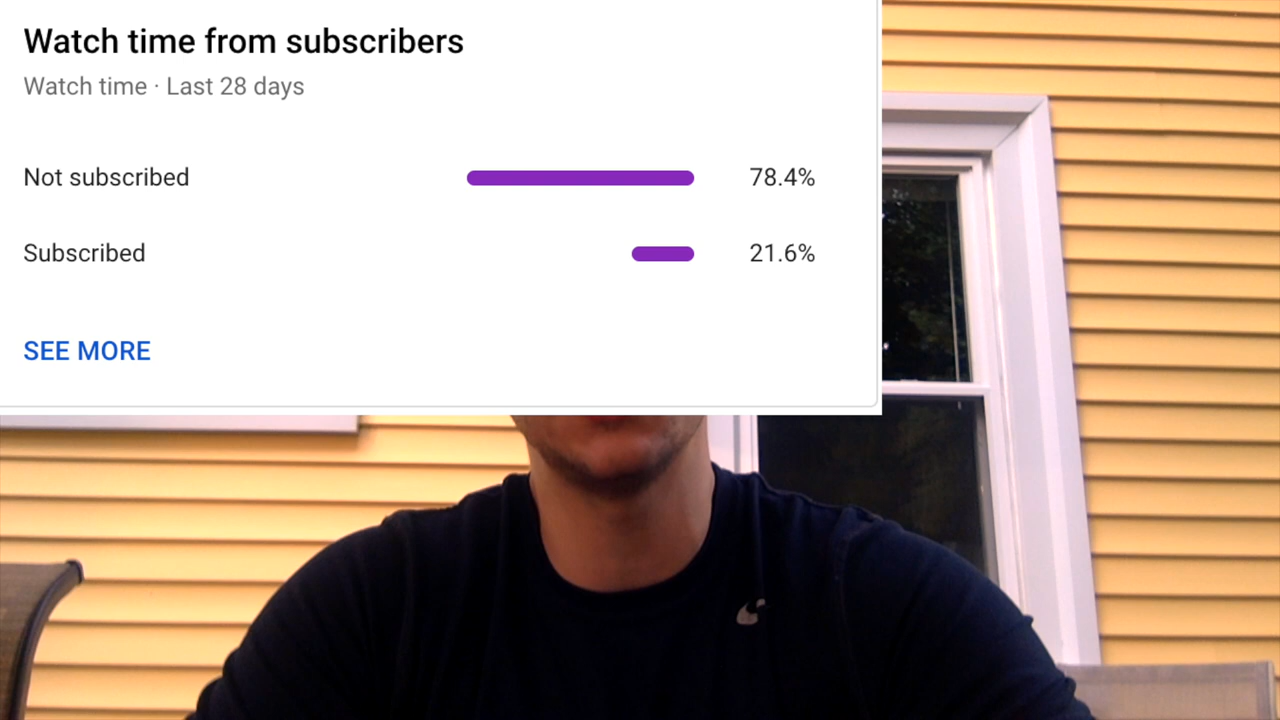 Watch time from subscribers
Watch time · Last 28 days
Not subscribed 78.4%
Subscribed 21.6%
SEE MORE